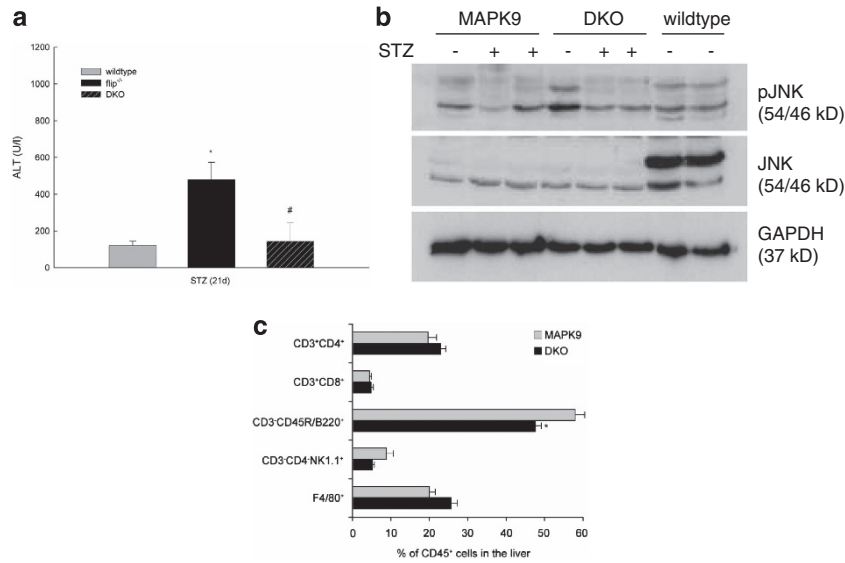 a
1200
1000
800
600
400
200
0
ALT (U/l)
wildtype
flip-/-
DKO
*
#
STZ (21d)
b
MAPK9 DKO wildtype
STZ - + + - + + - -
pJNK
(54/46 kD)
JNK
(54/46 kD)
GAPDH
(37 kD)
c
MAPK9
DKO
CD3+CD4+
CD3+CD8+
CD3-CD45R/B220+
*
CD3-CD4-NK1.1+
F4/80+
0 10 20 30 40 50 60
% of CD45+ cells in the liver